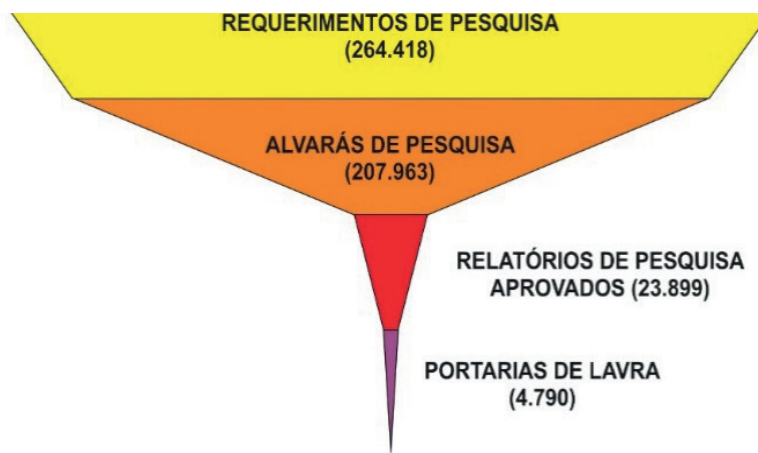 REQUERIMENTOS DE PESQUISA
(264.418)
ALVARÁS DE PESQUISA
(207.963)
RELATÓRIOS DE PESQUISA
APROVADOS (23.899)
PORTARIAS DE LAVRA
(4.790)